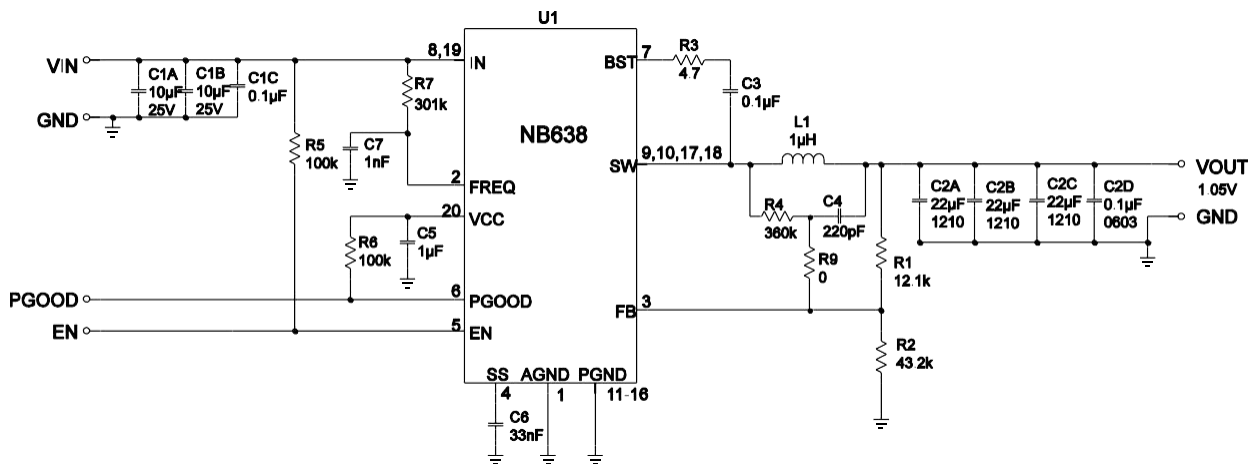 U1
NB638
VIN
GND
C1A
10µF
25V
C1B
10µF
25V
C1C
0.1µF
8,19
IN
R7
301k
C7
1nF
R5
100k
2
FREQ
20
VCC
C5
1µF
R6
100k
PGOOD
6
PGOOD
EN
5
EN
SS
4
C6
33nF
AGND
1
PGND
11-16
BST
7
R3
4.7
C3
0.1µF
L1
1µH
SW
9,10,17,18
R4
360k
C4
220pF
R9
0
FB
3
R1
12.1k
R2
43.2k
C2A
22µF
1210
C2B
22µF
1210
C2C
22µF
1210
C2D
0.1µF
0603
VOUT
1.05V
GND